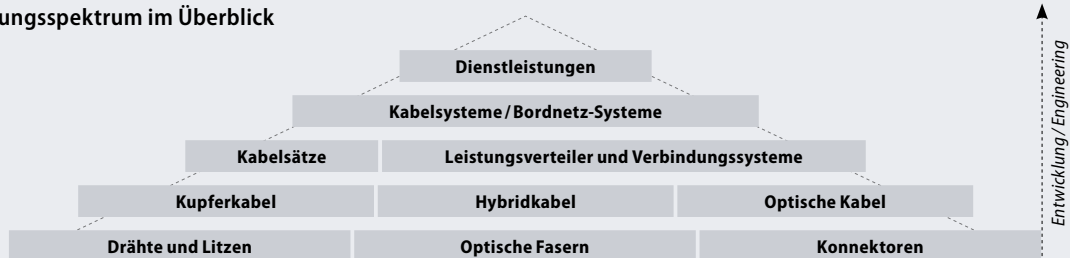 ungsspektrum im Überblick
Dienstleistungen
Kabelsysteme / Bordnetz-Systeme
Kabelsätze Leistungsverteiler und Verbindungssysteme
Kupferkabel Hybridkabel Optische Kabel
Drähte und Litzen Optische Fasern Konnektoren
Entwicklung / Engineering